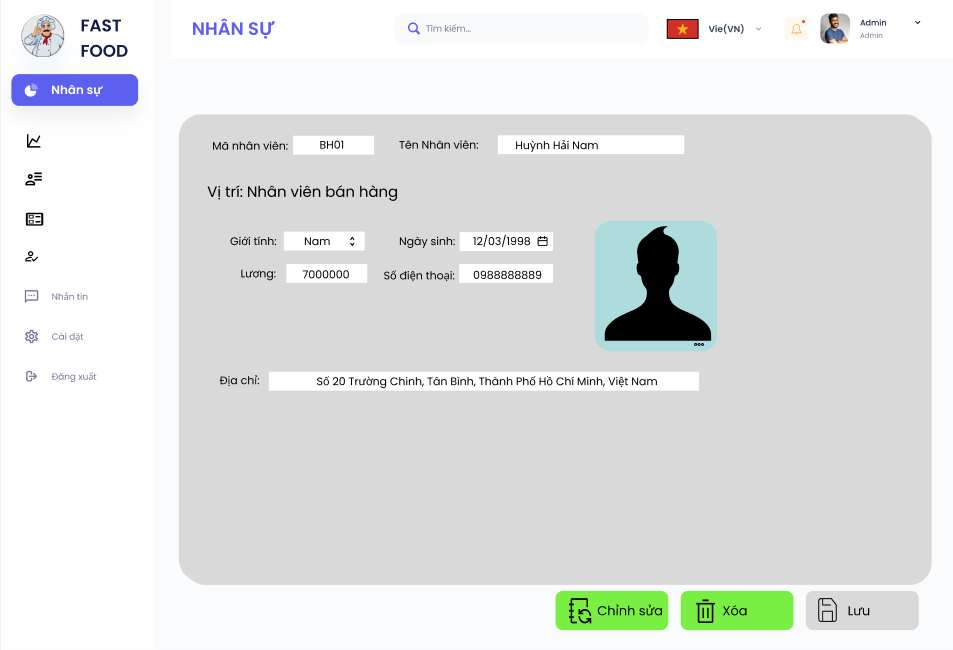 FAST
FOOD
NHÂN SỰ
Tìm kiếm...
Vie(VN)
Admin
Admin
Nhân sự
Nhắn tin
Cài dặt
Đăng xuất
Mã nhân viên: BH01
Tên Nhân viên: Huỳnh Hải Nam
Vị trí: Nhân viên bán hàng
Giới tính: Nam
Ngày sinh: 12/03/1998
Lương: 7000000
Số điện thoại: 0988888889
Địa chỉ: Số 20 Trường Chinh, Tân Bình, Thành Phố Hồ Chí Minh, Việt Nam
Chỉnh sửa
Xóa
Lưu